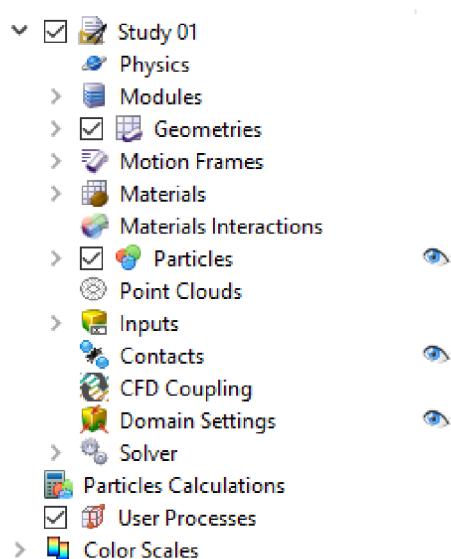 Study 01
Physics
Modules
Geometries
Motion Frames
Materials
Materials Interactions
Particles
Point Clouds
Inputs
Contacts
CFD Coupling
Domain Settings
Solver
Particles Calculations
User Processes
Color Scales